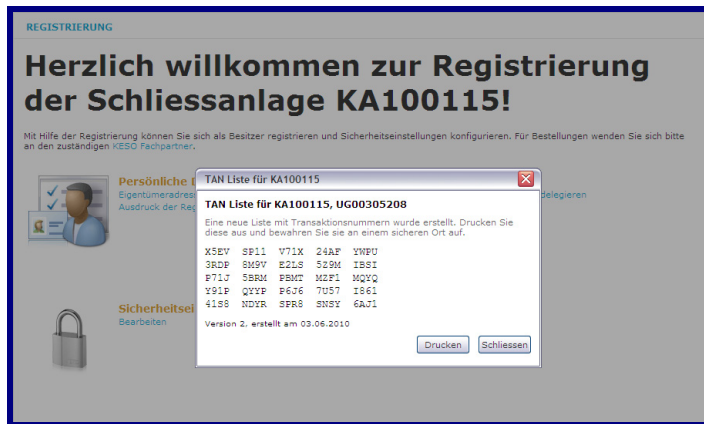 REGISTRIERUNG
Herzlich willkommen zur Registrierung
der Schliessanlage KA100115!
Mit Hilfe der Registrierung können Sie sich als Besitzer registrieren und Sicherheitseinstellungen konfigurieren. Für Bestellungen wenden Sie sich bitte
an den zuständigen KESO Fachpartner.
Persönliche
Eigentümeradres
delegieren
Ausdruck der Reg
TAN Liste für KA100115
TAN Liste für KA100115, UG00305208
Eine neue Liste mit Transaktionsnummern wurde erstellt. Drucken Sie
diese aus und bewahren Sie sie an einem sicheren Ort auf.
X5EV SP11 V71X 24AF YWPU
3RDP 8M9V E2LS 5Z9M IBSI
P71J 5BRM PBMT MZF1 MQYQ
Y91P QYYP P6J6 7U57 I861
41S8 NDYR SPR8 SNSY 6AJ1
Version 2, erstellt am 03.06.2010
Drucken Schliessen
Sicherheitsei
Bearbeiten